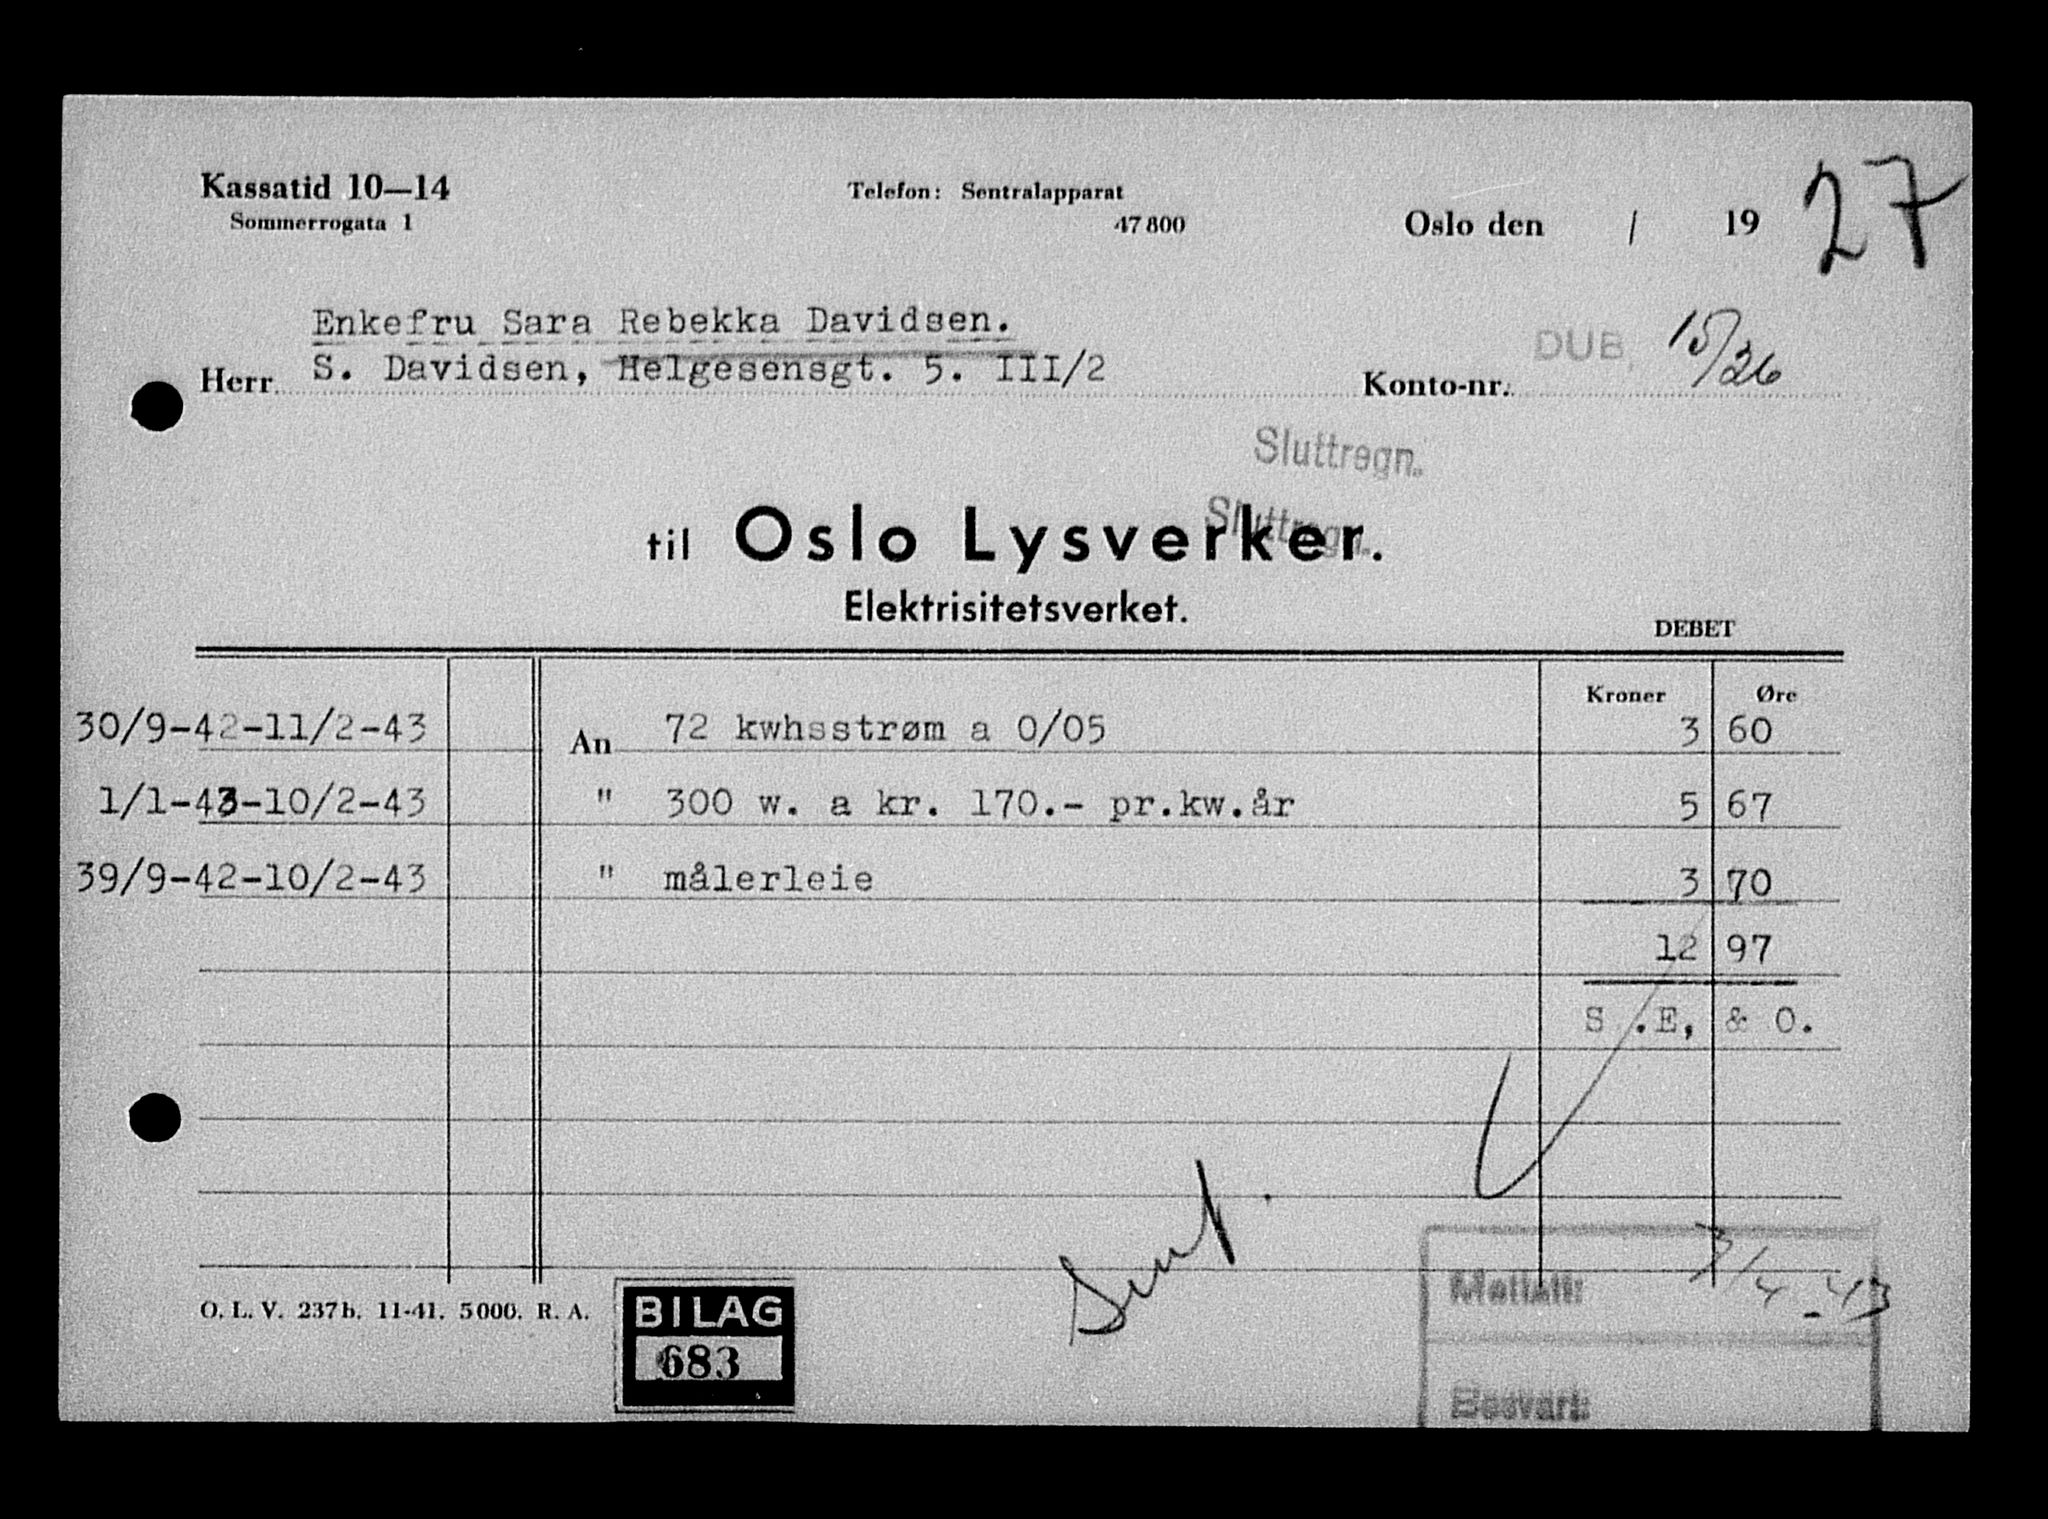 Kassatid 10—14
Sommerrogata 1
Telefon: Sentralapparat
47 800
Oslo den / 19
27
Enkefru Sara Rebekka Davidsen.
Herr S. Davidsen, Helgesensgt. 5. III/2
DUB. 15/36
Konto-nr.
Sluttregn.
Sluttregn.
til Oslo Lysverker.
Elektrisitetsverket.
DEBET
Kroner Øre
30/9-42-11/2-43 An 72 kwhsstrøm a 0/05 3 60
1/1-43-10/2-43 " 300 w. a kr. 170.- pr.kw.år 5 67
39/9-42-10/2-43 " målerleie 3 70
12 97
S .E, & O.
O. L. V. 237 b. 11-41. 5000. R. A.
BILAG
683
Mottatt: 3/4-43
Besvart: